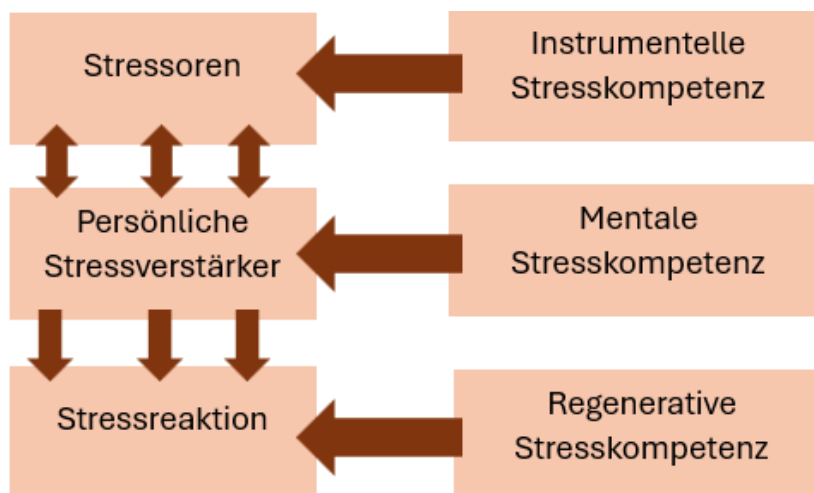 Stressoren
Instrumentelle
Stresskompetenz
Persönliche
Stressverstärker
Mentale
Stresskompetenz
Stressreaktion
Regenerative
Stresskompetenz